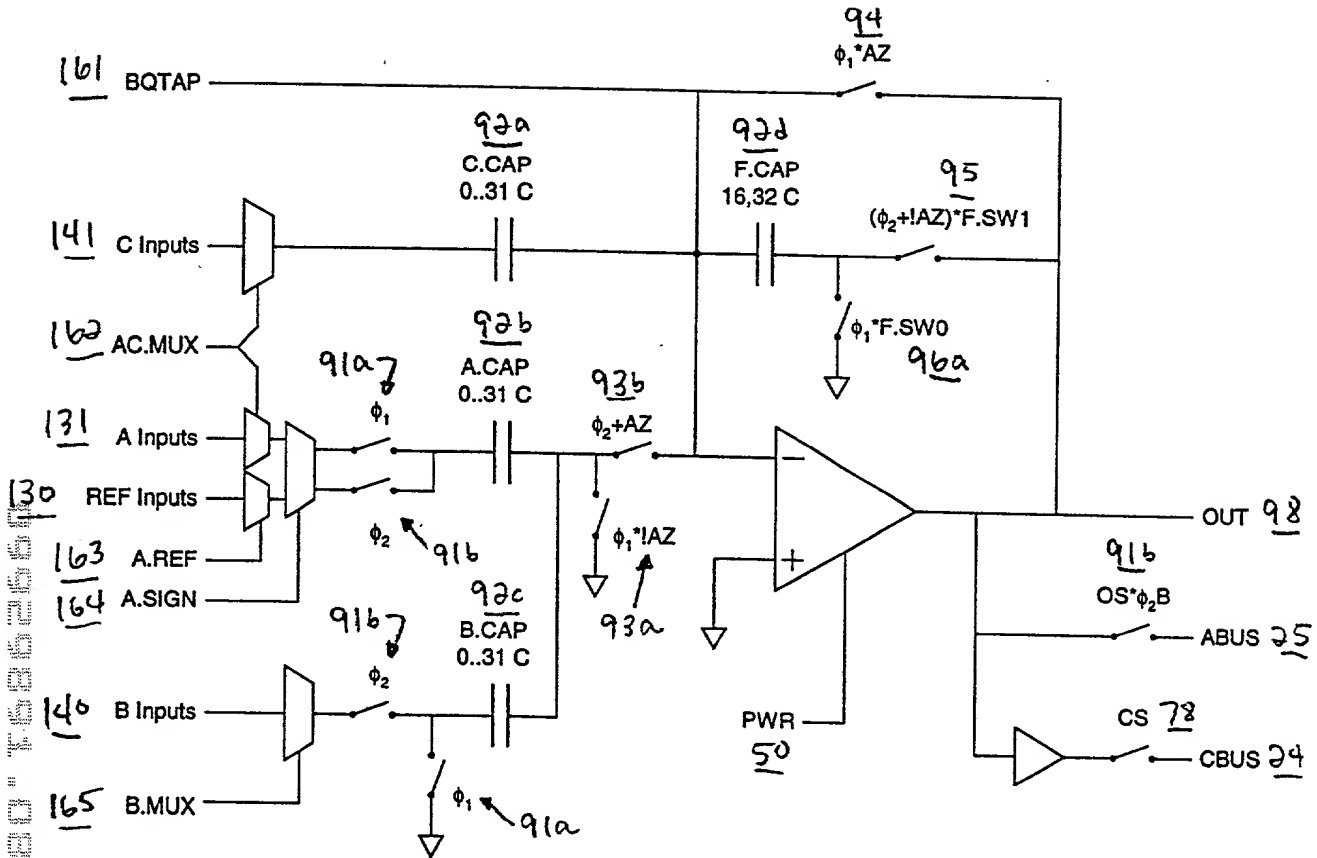 94
φ₁*AZ
161 BQTAP
92a
C.CAP
0..31 C
92d
F.CAP
16,32 C
95
(φ₂+!AZ)*F.SW1
141 C Inputs
φ₁*F.SW0
96a
162 AC.MUX
92b
A.CAP
0..31 C
91a
φ₁
93b
φ₂+AZ
131 A Inputs
130 REF Inputs
φ₂
91b
163 A.REF
164 A.SIGN
φ₁*!AZ
93a
−
+
OUT 98
91b
OS*φ₂B
ABUS 25
92c
B.CAP
0..31 C
91b
φ₂
140 B Inputs
PWR
50
CS 78
CBUS 24
165 B.MUX
φ₁
91a